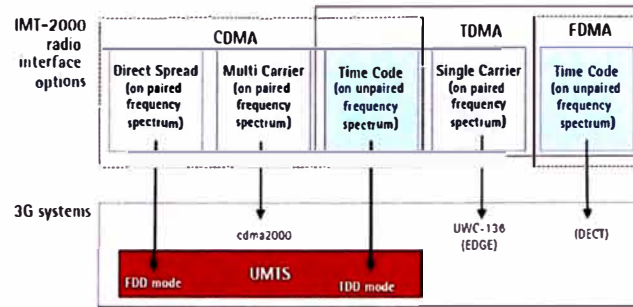 IMT-2000
radio
interface
options
CDMA
TDMA
FDMA
Direct Spread
(on paired
frequency
spectrum)
Multi Carrier
(on paired
frequency
spectrum)
Time Code
(on unpaired
frequency
spectrum)
Single Carrier
(on paired
frequency
spectrum)
Time Code
(on unpaired
frequency
spectrum)
3G systems
cdma2000
UWC-136
(EDGE)
(DECT)
UMTS
FDD mode
TDD mode